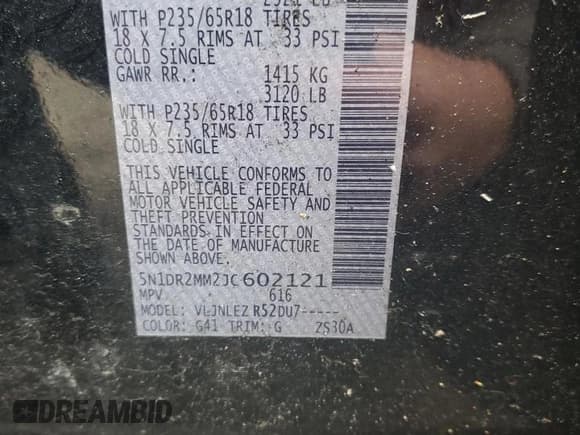 WITH P235/65R18 TIRES
18 X 7.5 RIMS AT 33 PSI
COLD SINGLE
GAWR RR.: 1415 KG
3120 LB
WITH P235/65R18 TIRES
18 X 7.5 RIMS AT 33 PSI
COLD SINGLE
THIS VEHICLE CONFORMS TO
ALL APPLICABLE FEDERAL
MOTOR VEHICLE SAFETY AND
THEFT PREVENTION
STANDARDS IN EFFECT ON
THE DATE OF MANUFACTURE
SHOWN ABOVE.
5N1DR2MM2JC602121
MPV 616
MODEL: VLJNLEZ R52DU7-----
COLOR: G41 TRIM: G ZS30A
DREAMBID